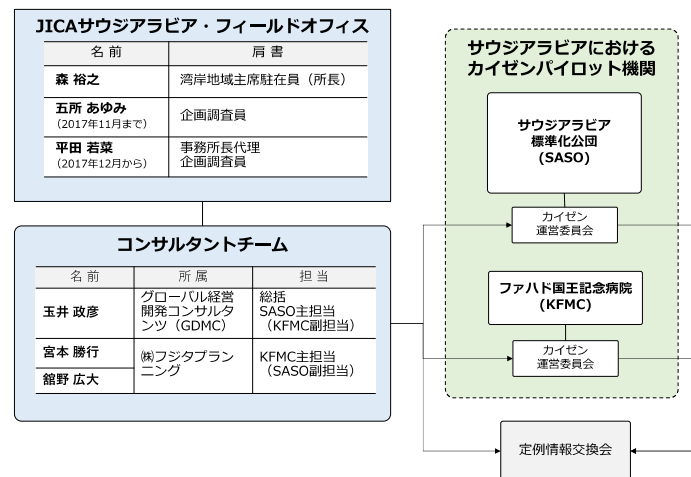 JICAサウジアラビア・フィールドオフィス
名 前
肩 書
森 裕之
湾岸地域主席駐在員（所長）
五所 あゆみ
（2017年11月まで）
企画調査員
平田 若菜
（2017年12月から）
事務所長代理
企画調査員
コンサルタントチーム
名 前
所 属
担 当
玉井 政彦
グローバル経営
開発コンサルタ
ンツ（GDMC）
総括
SASO主担当
（KFMC副担当）
宮本 勝行
舘野 広大
㈱フジタプラン
ニング
KFMC主担当
（SASO副担当）
サウジアラビアにおける
カイゼンパイロット機関
サウジアラビア
標準化公団
(SASO)
カイゼン
運営委員会
ファハド国王記念病院
(KFMC)
カイゼン
運営委員会
定例情報交換会